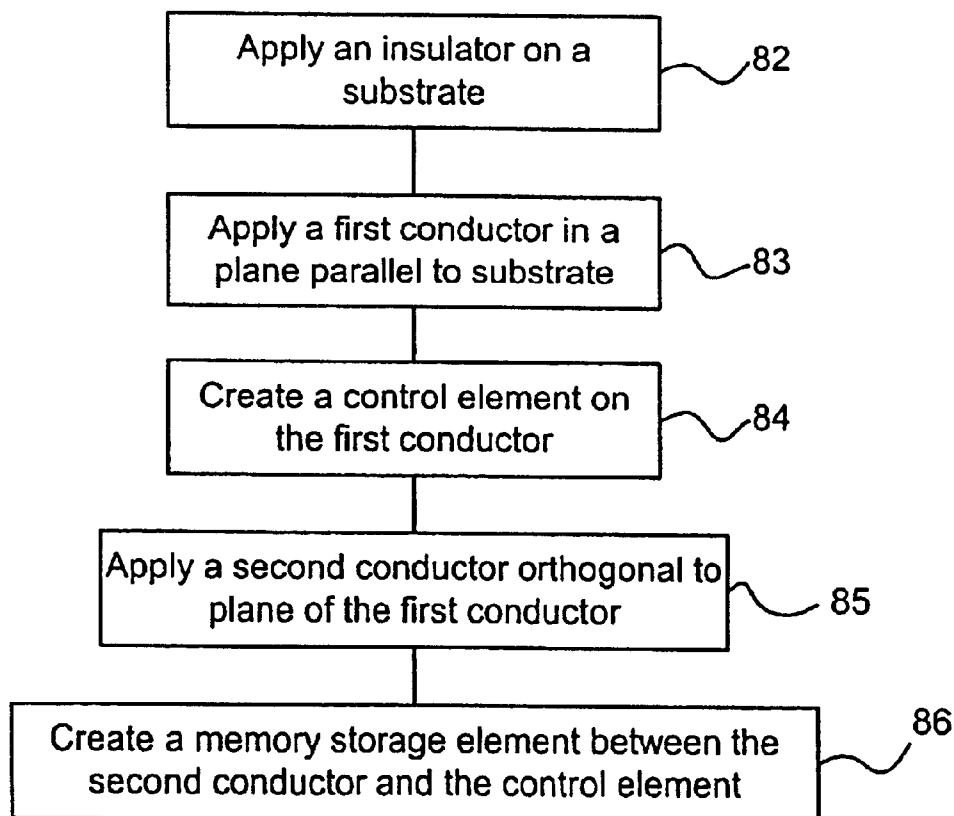 Apply an insulator on a
substrate
82
Apply a first conductor in a
plane parallel to substrate
83
Create a control element on
the first conductor
84
Apply a second conductor orthogonal to
plane of the first conductor
85
Create a memory storage element between the
second conductor and the control element
86